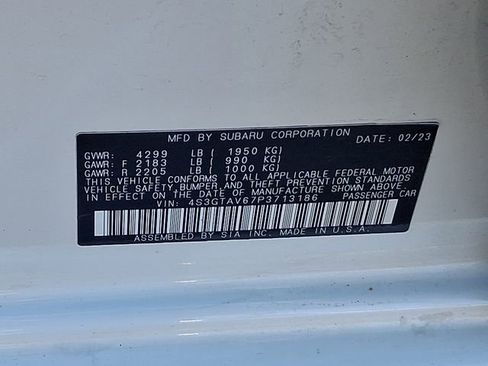 MFD BY SUBARU CORPORATION DATE: 02/23
GVWR: 4299 LB ( 1950 KG)
GAWR: F 2183 LB ( 990 KG)
GAWR: R 2205 LB ( 1000 KG)
THIS VEHICLE CONFORMS TO ALL APPLICABLE FEDERAL MOTOR
VEHICLE SAFETY,BUMPER,AND THEFT PREVENTION STANDARDS
IN EFFECT ON THE DATE OF MANUFACTURE SHOWN ABOVE.
VIN: 4S3GTAV67P3713186 PASSENGER CAR
ASSEMBLED BY SIA INC. MADE IN U.S.A.